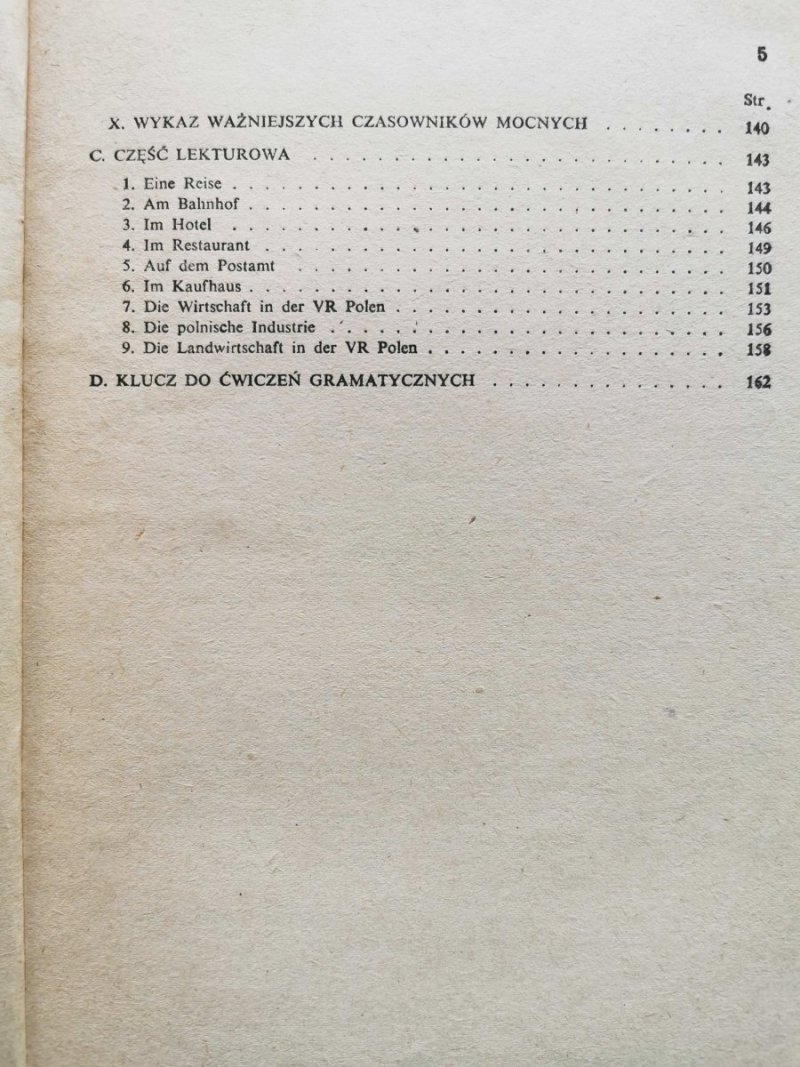 5
Str.
X. WYKAZ WAŻNIEJSZYCH CZASOWNIKÓW MOCNYCH . . . . . . . . 140
C. CZĘŚĆ LEKTUROWA . . . . . . . . . . . . . . . . . . . . . . . 143
1. Eine Reise . . . . . . . . . . . . . . . . . . . . . . . . . . . . 143
2. Am Bahnhof . . . . . . . . . . . . . . . . . . . . . . . . . . . 144
3. Im Hotel . . . . . . . . . . . . . . . . . . . . . . . . . . . . 146
4. Im Restaurant . . . . . . . . . . . . . . . . . . . . . . . . . . 149
5. Auf dem Postamt . . . . . . . . . . . . . . . . . . . . . . . . 150
6. Im Kaufhaus . . . . . . . . . . . . . . . . . . . . . . . . . . . 151
7. Die Wirtschaft in der VR Polen . . . . . . . . . . . . . . . . . . 153
8. Die polnische Industrie . . . . . . . . . . . . . . . . . . . . . . 156
9. Die Landwirtschaft in der VR Polen . . . . . . . . . . . . . . . . 158
D. KLUCZ DO ĆWICZEŃ GRAMATYCZNYCH . . . . . . . . . . . . . 162